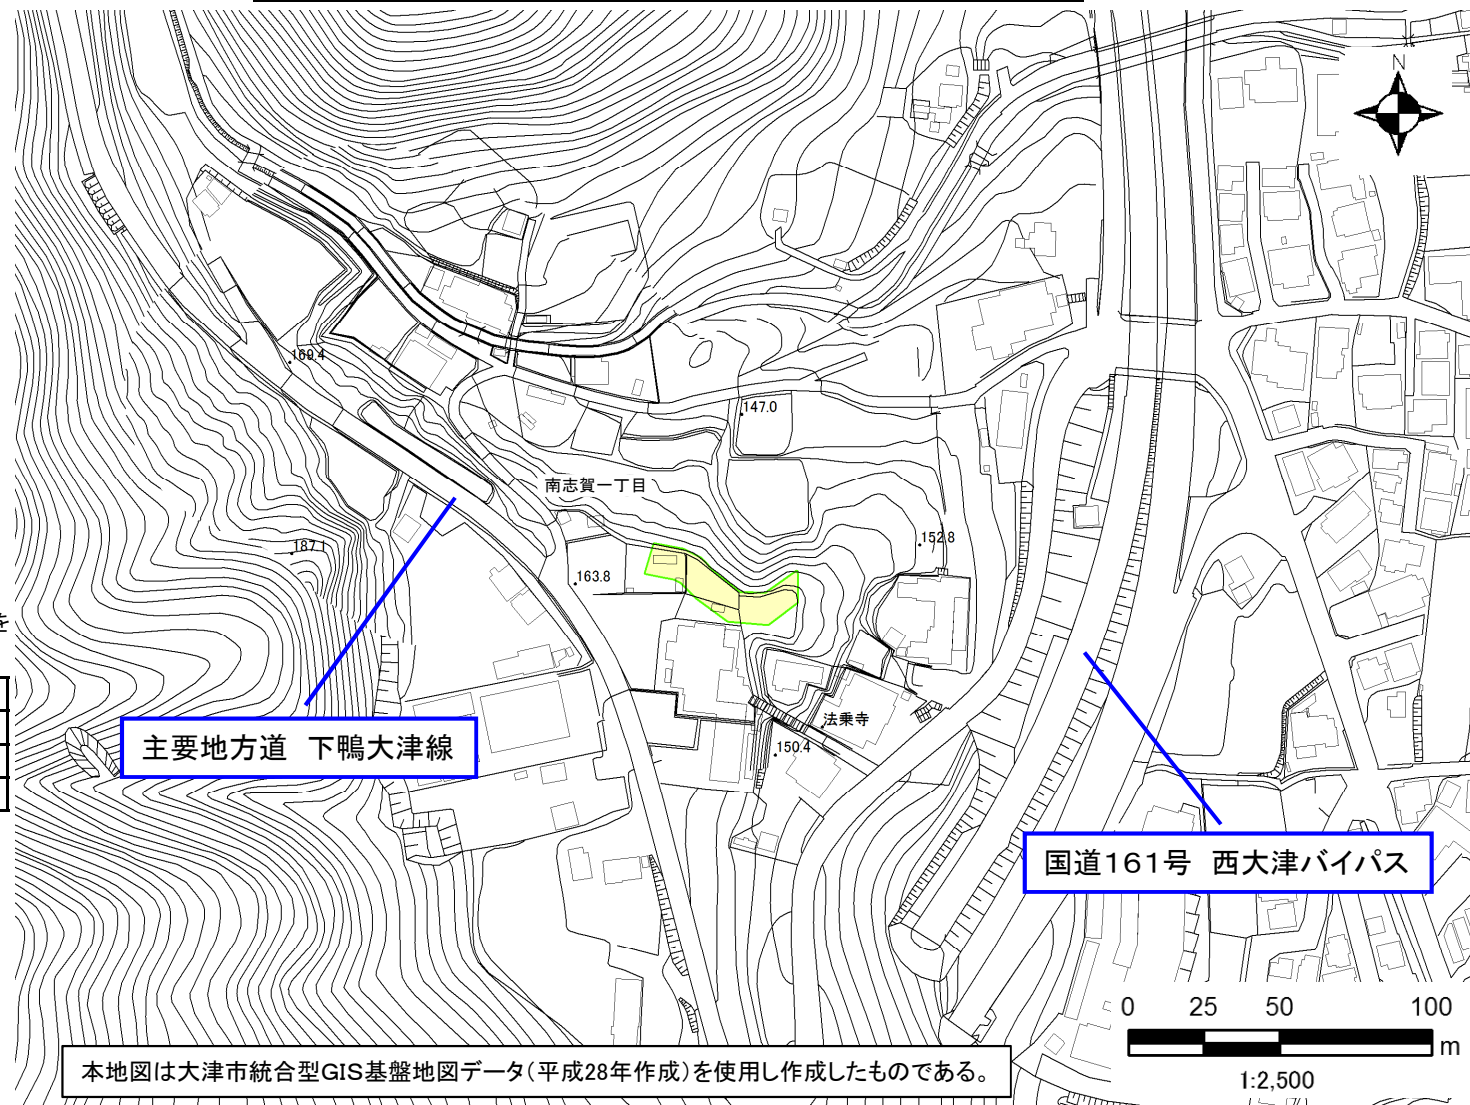 N
169.4
147.0
南志賀一丁目
152.8
187.1
163.8
を
法乗寺
主要地方道　下鴨大津線
150.4
国道161号　西大津バイパス
0 25 50 100
m
本地図は大津市統合型GIS基盤地図データ（平成28年作成）を使用し作成したものである。
1:2,500